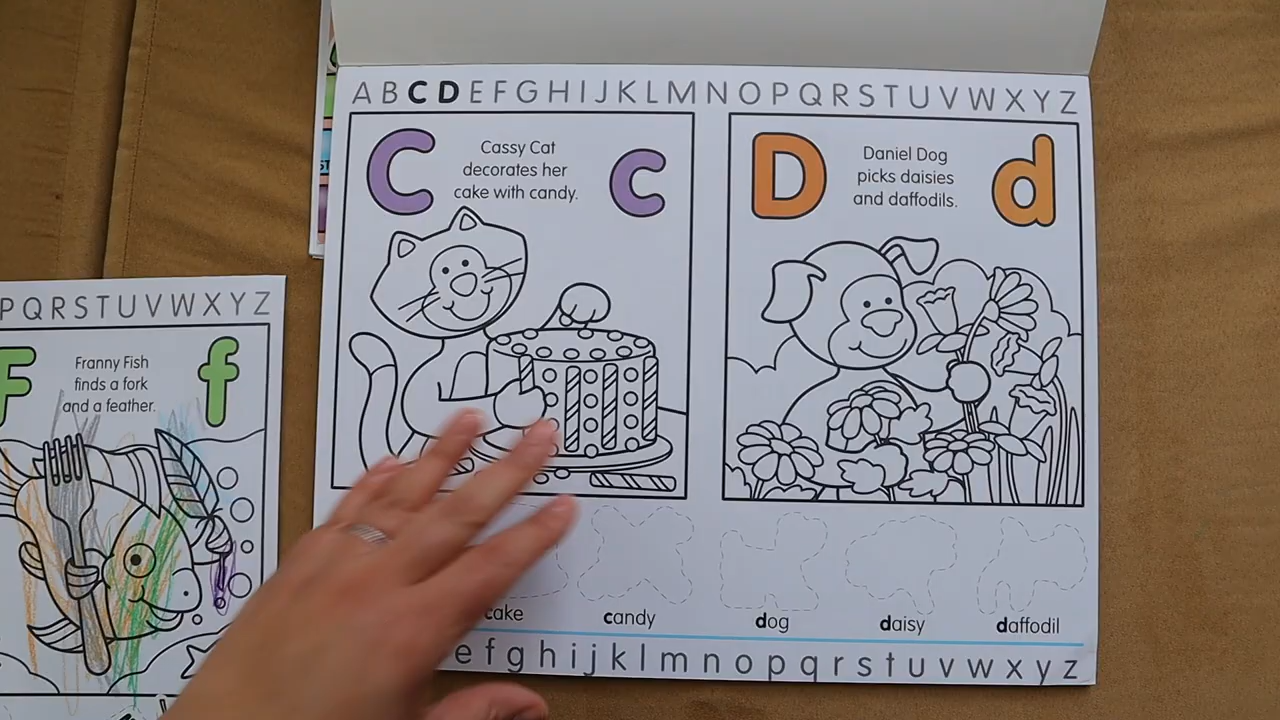 A B C D E F G H I J K L M N O P Q R S T U V W X Y Z
C
Cassy Cat
decorates her
cake with candy.
c
D
Daniel Dog
picks daisies
and daffodils.
d
cake
candy
dog
daisy
daffodil
e f g h i j k l m n o p q r s t u v w x y z
P Q R S T U V W X Y Z
F
Franny Fish
finds a fork
and a feather.
f